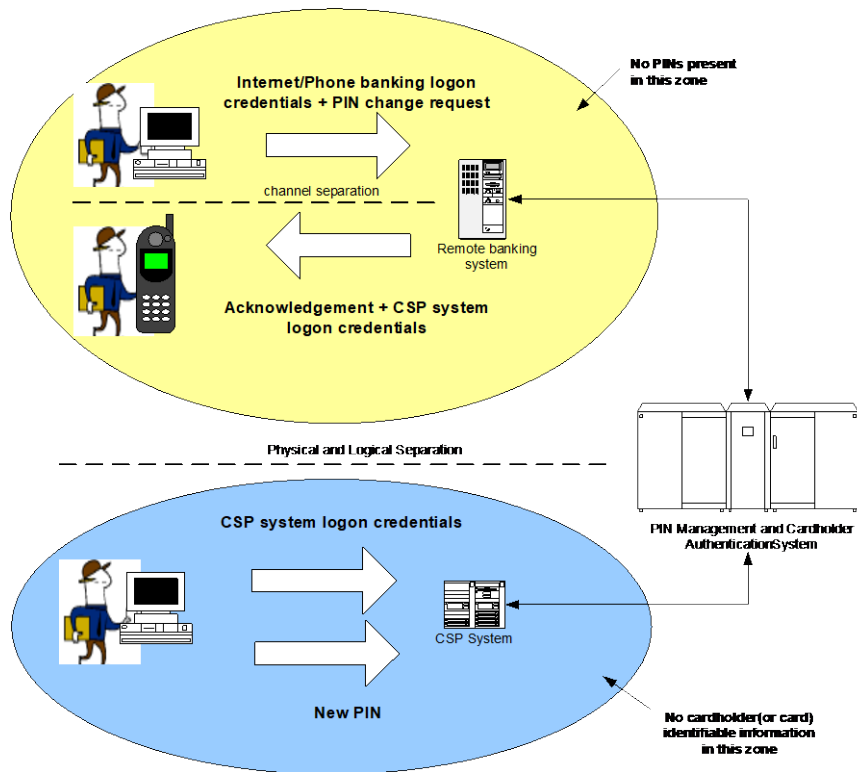 No PINs present
in this zone
Internet/Phone banking logon
credentials + PIN change request
channel separation
Remote banking
system
Acknowledgement + CSP system
logon credentials
Physical and Logical Separation
PIN Management and Cardholder
AuthenticationSystem
CSP system logon credentials
CSP System
New PIN
No cardholder(or card)
identifiable information
in this zone